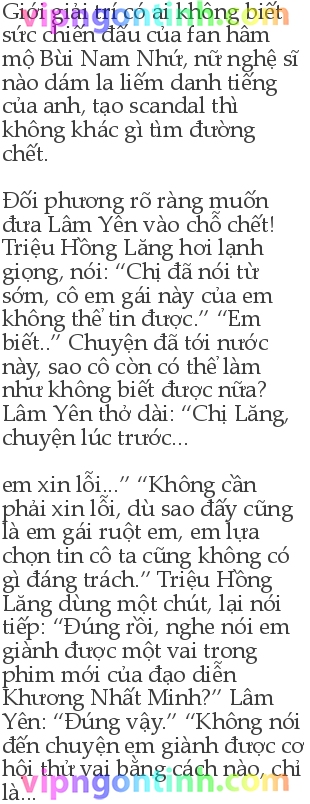 Giới giải trí có ai không biết
vipngontinh.com
sức chiến đấu của fan hâm
mộ Bùi Nam Nhứ, nữ nghệ sĩ
nào dám la liếm danh tiếng
của anh, tạo scandal thì
không khác gì tìm đường
chết.
Đối phương rõ ràng muốn
đưa Lâm Yên vào chỗ chết!
Triệu Hồng Lăng hơi lạnh
giọng, nói: “Chị đã nói từ
sớm, cô em gái này của em
không thể tin được.” “Em
biết..” Chuyện đã tới nước
này, sao cô còn có thể làm
như không biết được nữa?
Lâm Yên thở dài: “Chị Lăng,
chuyện lúc trước...
em xin lỗi...” “Không cần
phải xin lỗi, dù sao đấy cũng
là em gái ruột em, em lựa
chọn tin cô ta cũng không có
gì đáng trách.” Triệu Hồng
Lăng dùng một chút, lại nói
tiếp: “Đúng rồi, nghe nói em
giành được một vai trong
phim mới của đạo diễn
Khương Nhất Minh?” Lâm
Yên: “Đúng vậy.” “Không nói
đến chuyện em giành được cơ
hội thử vai bằng cách nào, chỉ
là...
vipngontinh.com